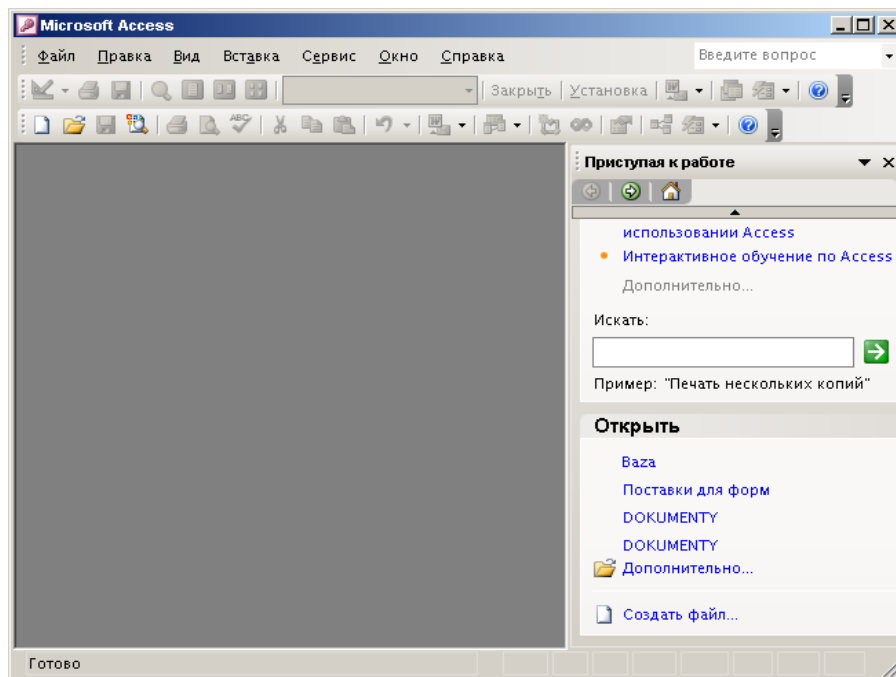 Microsoft Access
Файл Правка Вид Вставка Сервис Окно Справка Введите вопрос
Закрыть Установка
ABC
Приступая к работе
использовании Access
Интерактивное обучение по Access
Дополнительно...
Искать:
Пример: "Печать нескольких копий"
Открыть
Baza
Поставки для форм
DOKUMENTY
DOKUMENTY
Дополнительно...
Создать файл...
Готово